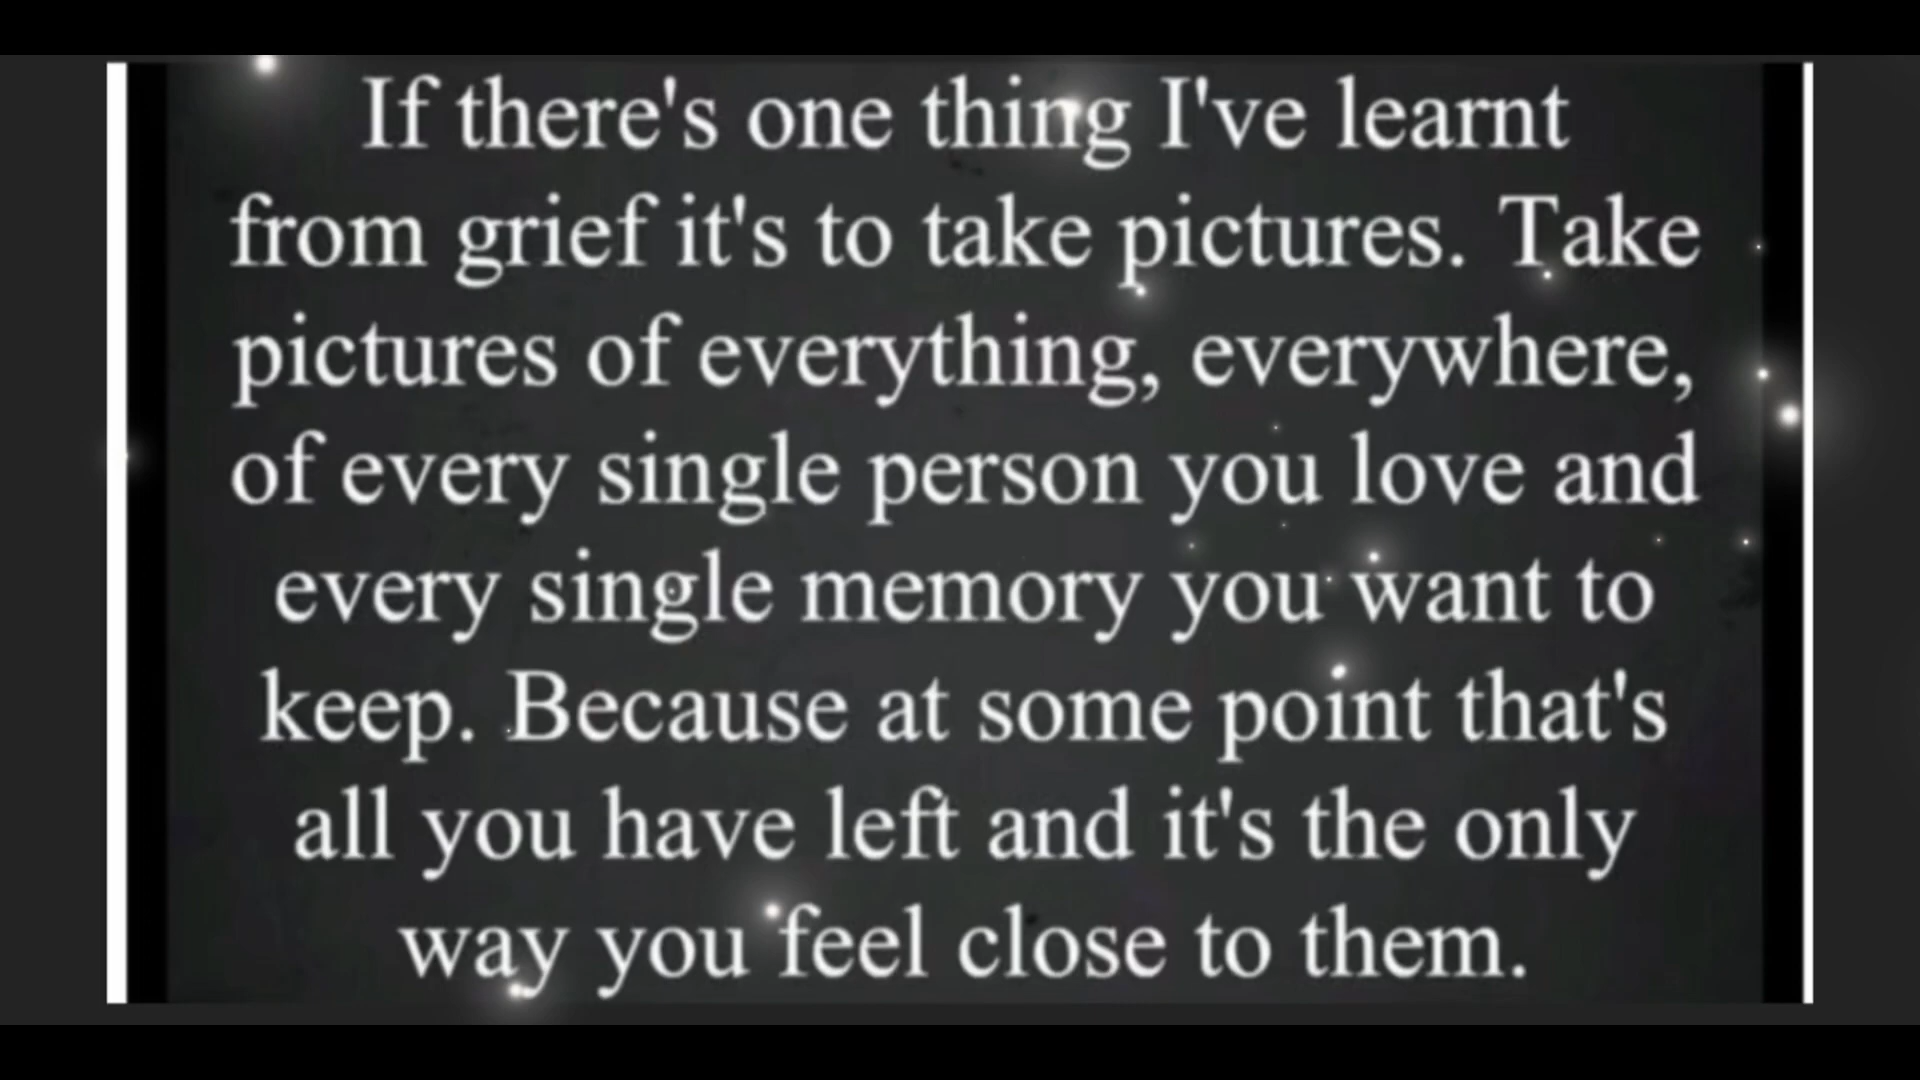 If there's one thing I've learnt
from grief it's to take pictures. Take
pictures of everything, everywhere,
of every single person you love and
every single memory you want to
keep. Because at some point that's
all you have left and it's the only
way you feel close to them.